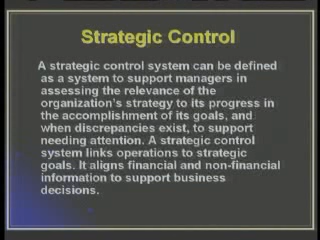 Strategic Control
A strategic control system can be defined
as a system to support managers in
assessing the relevance of the
organization's strategy to its progress in
the accomplishment of its goals, and
when discrepancies exist, to support
needing attention. A strategic control
system links operations to strategic
goals. It aligns financial and non-financial
information to support business
decisions.